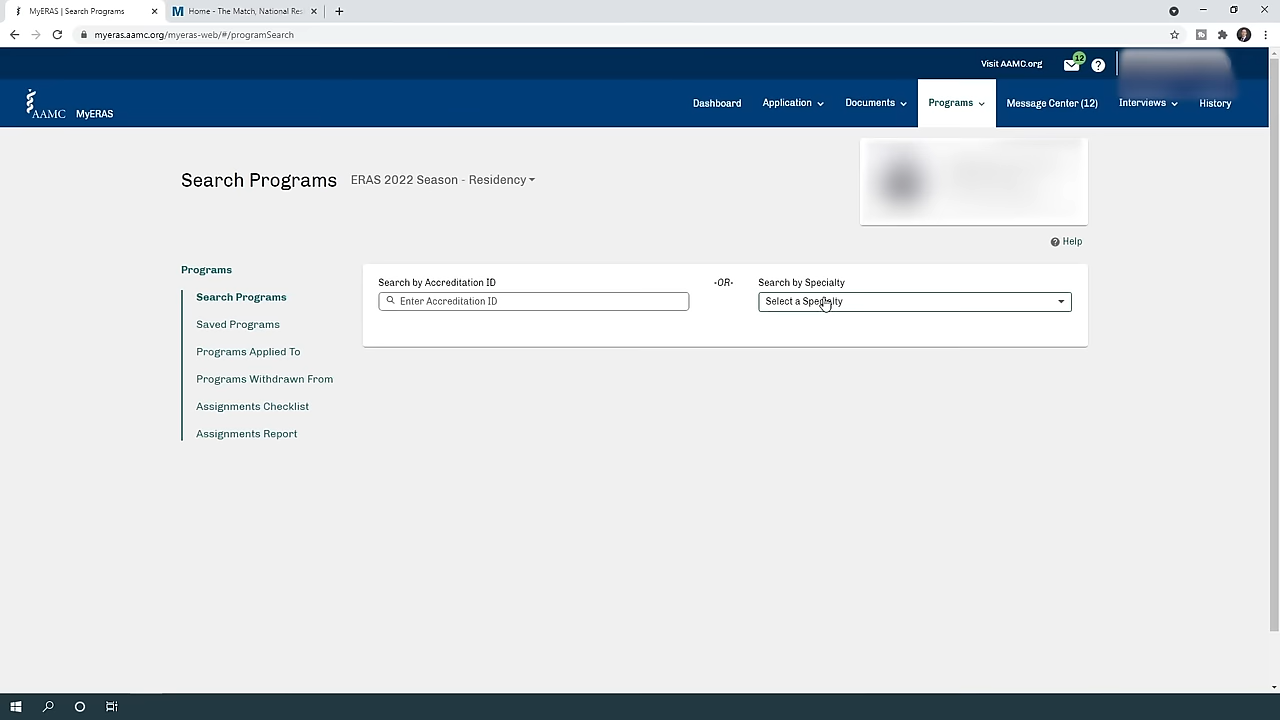 MyERAS | Search Programs
Home - The Match, National Res
myeras.aamc.org/myeras-web/#/programSearch
Visit AAMC.org
12
AAMC MyERAS
Dashboard Application Documents Programs Message Center (12) Interviews History
Search Programs ERAS 2022 Season - Residency
Help
Programs
Search Programs
Saved Programs
Programs Applied To
Programs Withdrawn From
Assignments Checklist
Assignments Report
Search by Accreditation ID
Enter Accreditation ID
-OR-
Search by Specialty
Select a Specialty